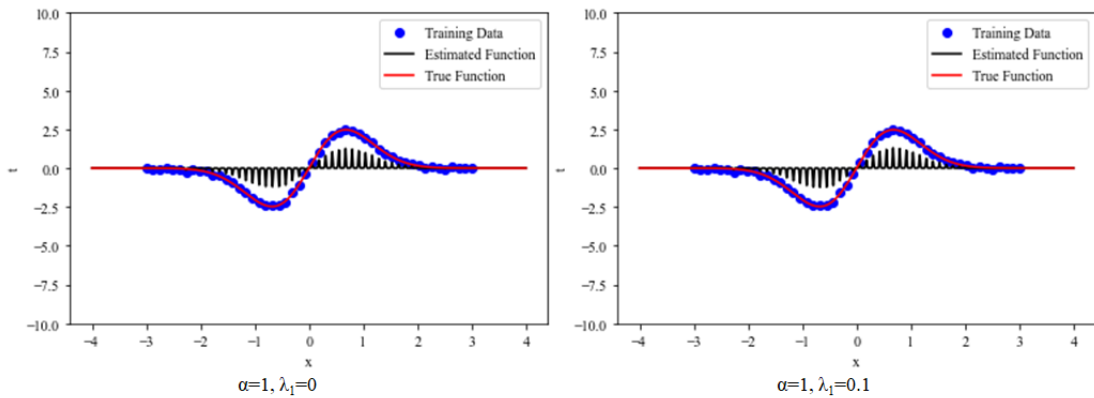 10.0
7.5
5.0
2.5
0.0
−2.5
−5.0
−7.5
−10.0
t
Training Data
Estimated Function
True Function
−4 −3 −2 −1 0 1 2 3 4
x
α=1, λ₁=0
10.0
7.5
5.0
2.5
0.0
−2.5
−5.0
−7.5
−10.0
t
Training Data
Estimated Function
True Function
−4 −3 −2 −1 0 1 2 3 4
x
α=1, λ₁=0.1